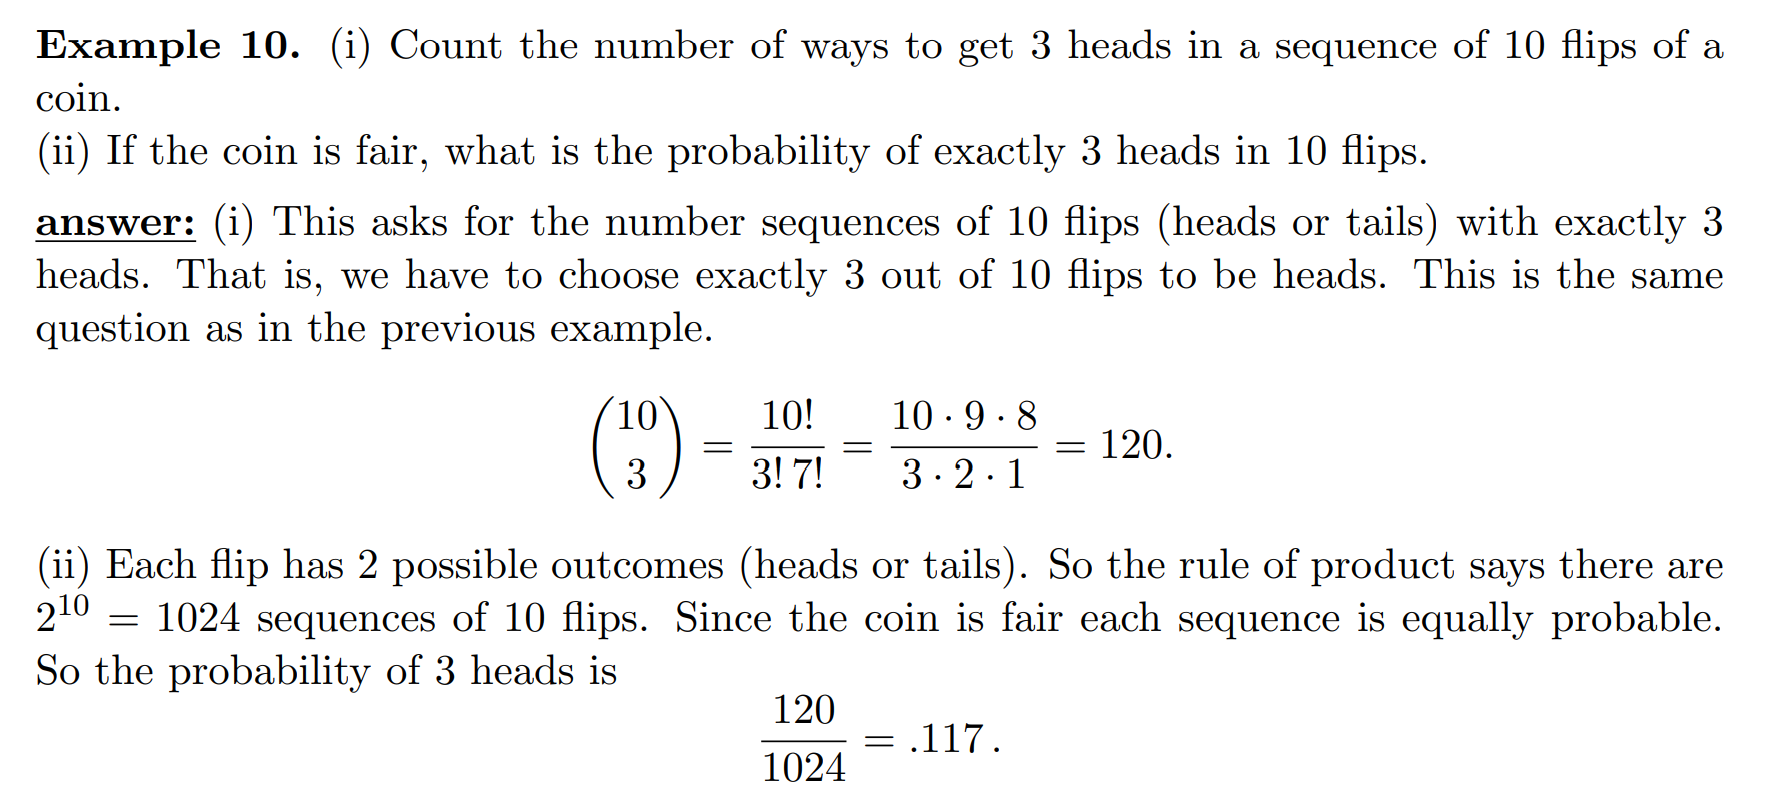 Example 10. (i) Count the number of ways to get 3 heads in a sequence of 10 flips of a
coin.
(ii) If the coin is fair, what is the probability of exactly 3 heads in 10 flips.
answer: (i) This asks for the number sequences of 10 flips (heads or tails) with exactly 3
heads. That is, we have to choose exactly 3 out of 10 flips to be heads. This is the same
question as in the previous example.
\binom{10}{3} = \frac{10!}{3! 7!} = \frac{10 · 9 · 8}{3 · 2 · 1} = 120.
(ii) Each flip has 2 possible outcomes (heads or tails). So the rule of product says there are
2^{10} = 1024 sequences of 10 flips. Since the coin is fair each sequence is equally probable.
So the probability of 3 heads is
\frac{120}{1024} = .117 .